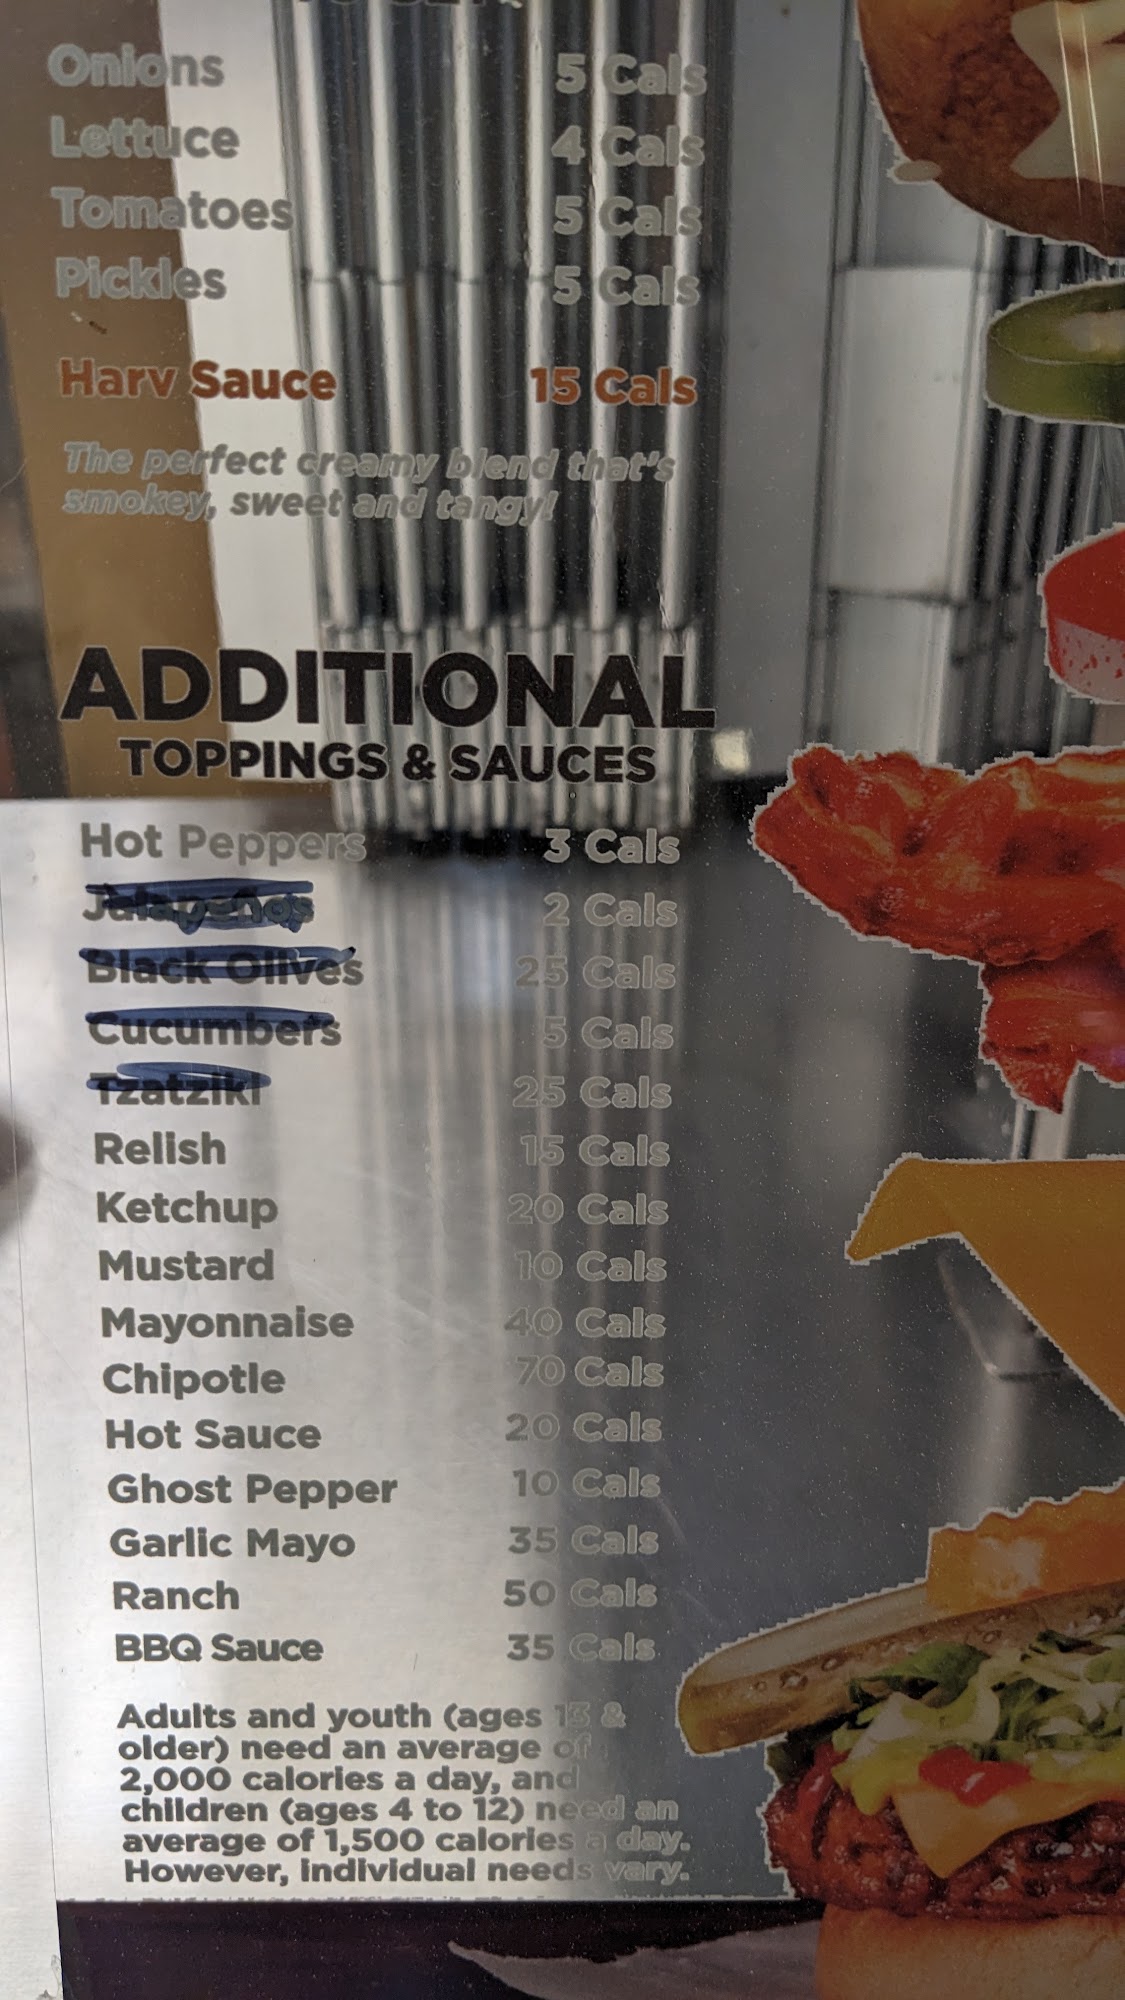 Onions 5 Cals
Lettuce 4 Cals
Tomatoes 5 Cals
Pickles 5 Cals
Harv Sauce 15 Cals
The perfect creamy blend that's
smokey, sweet and tangy!
ADDITIONAL
TOPPINGS & SAUCES
Hot Peppers 3 Cals
Jalapeños 2 Cals
Black Olives 25 Cals
Cucumbers 5 Cals
Tzatziki 25 Cals
Relish 15 Cals
Ketchup 20 Cals
Mustard 10 Cals
Mayonnaise 40 Cals
Chipotle 70 Cals
Hot Sauce 20 Cals
Ghost Pepper 10 Cals
Garlic Mayo 35 Cals
Ranch 50 Cals
BBQ Sauce 35 Cals
Adults and youth (ages 13 &
older) need an average of
2,000 calories a day, and
children (ages 4 to 12) need an
average of 1,500 calories a day.
However, individual needs vary.